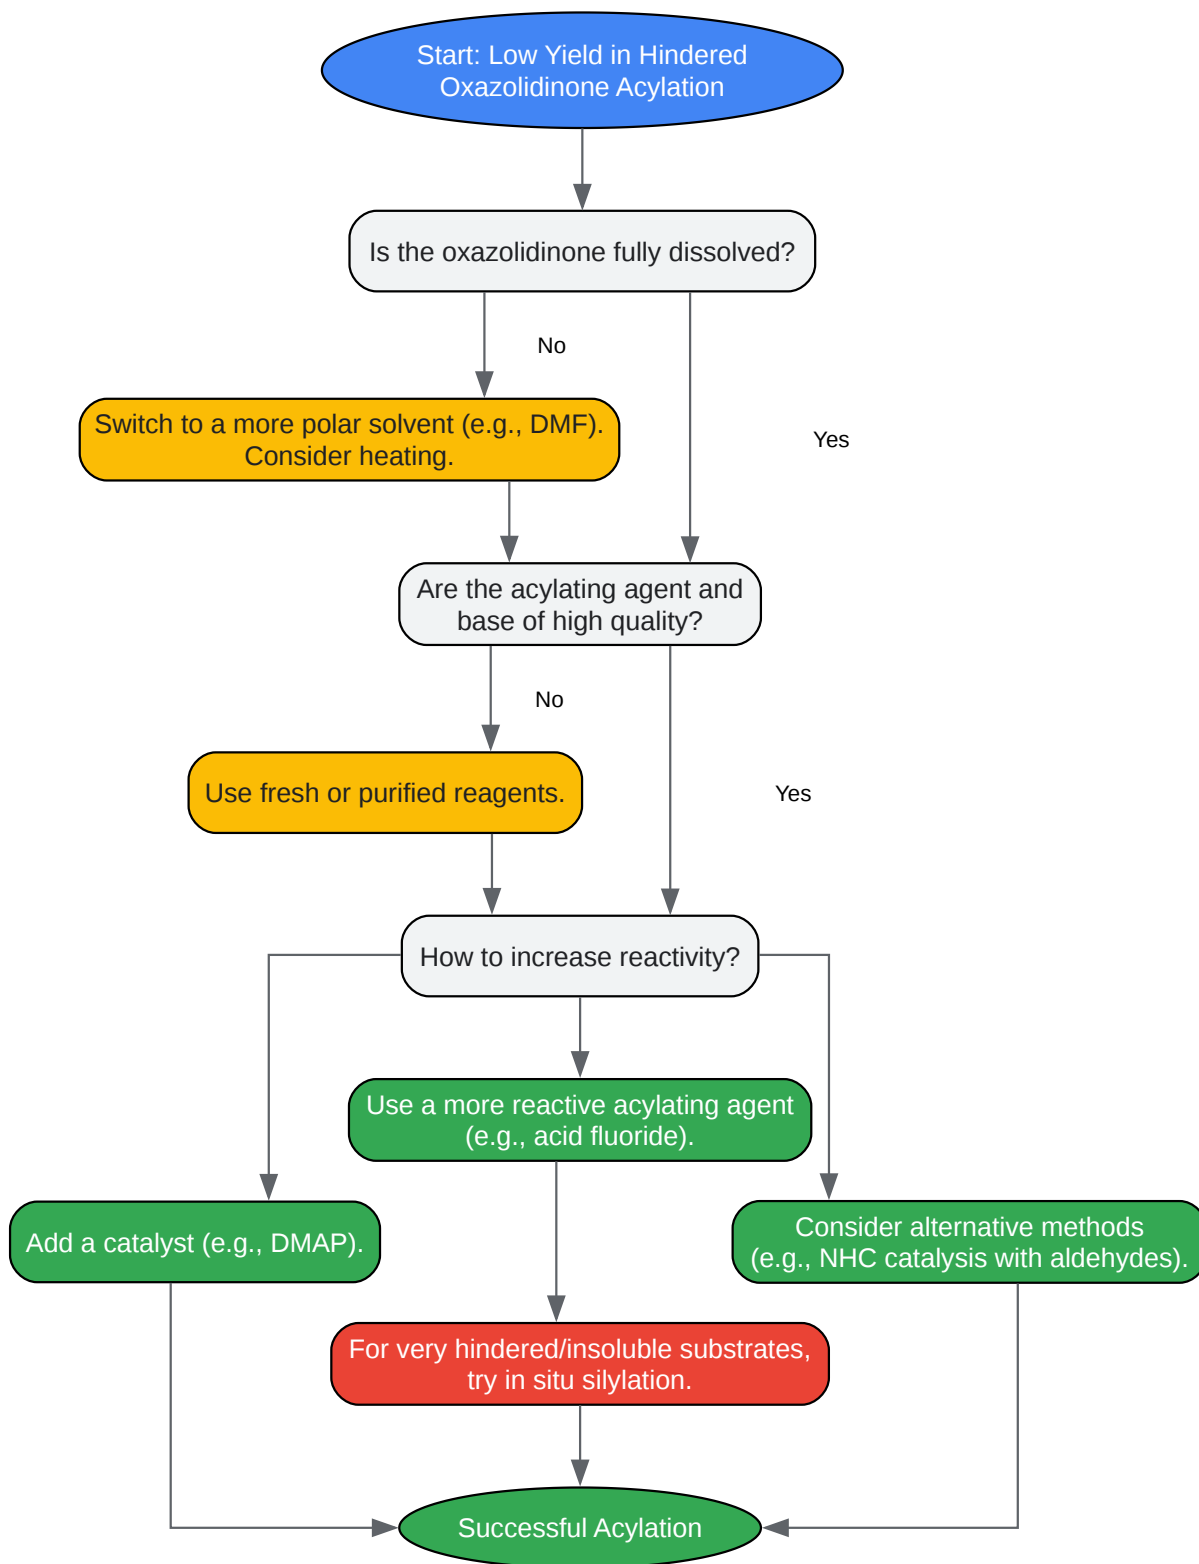 Start: Low Yield in Hindered
Oxazolidinone Acylation
Is the oxazolidinone fully dissolved?
No
Switch to a more polar solvent (e.g., DMF).
Consider heating.
Yes
Are the acylating agent and
base of high quality?
No
Use fresh or purified reagents.
Yes
How to increase reactivity?
Use a more reactive acylating agent
(e.g., acid fluoride).
Add a catalyst (e.g., DMAP).
Consider alternative methods
(e.g., NHC catalysis with aldehydes).
For very hindered/insoluble substrates,
try in situ silylation.
Successful Acylation